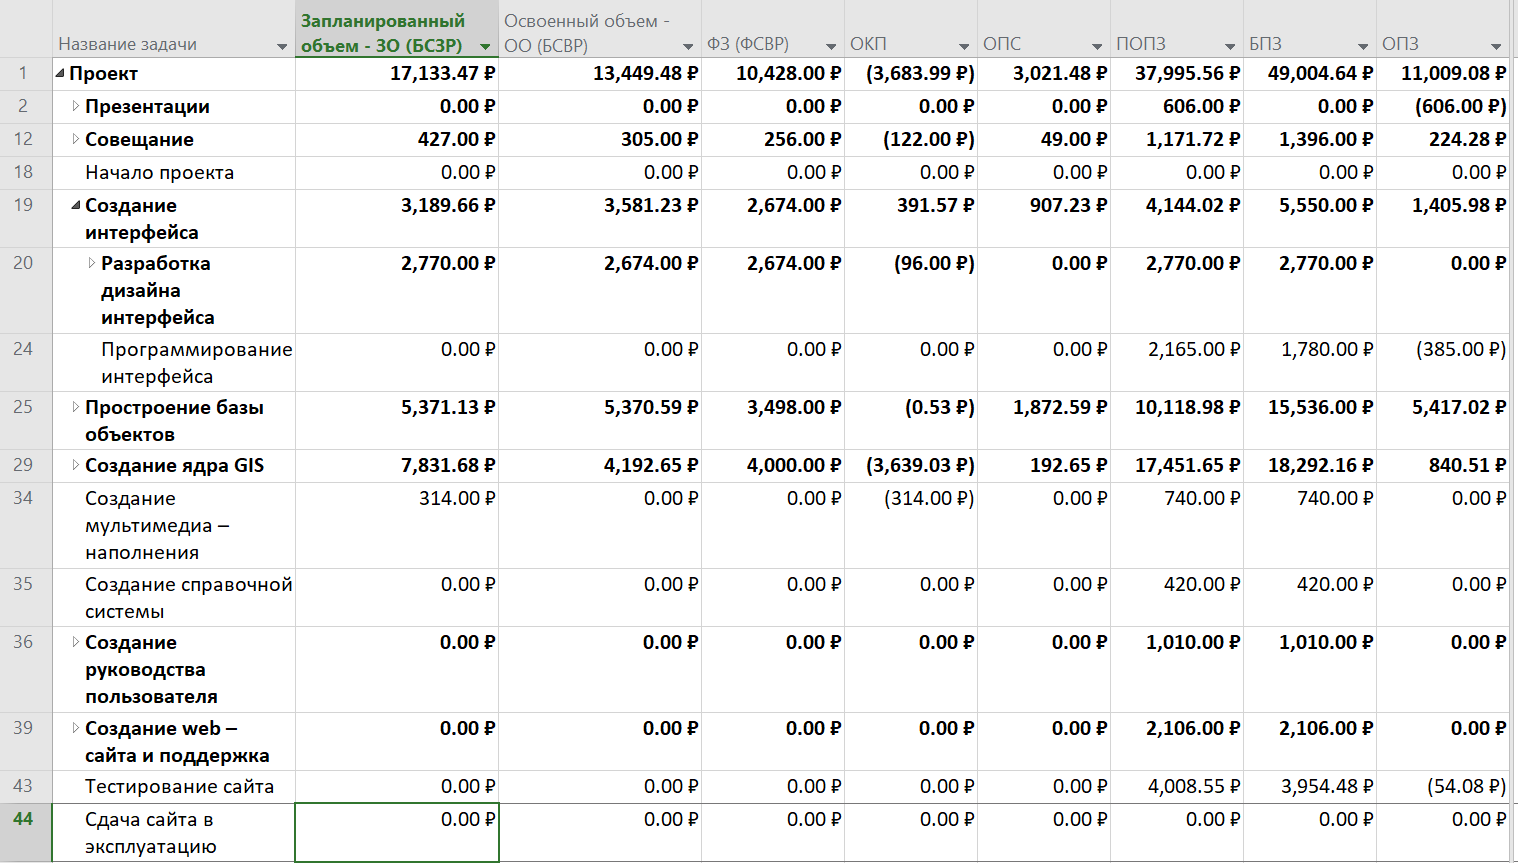 Название задачи Запланированный объем - ЗО (БСЗР) Освоенный объем - ОО (БСВР) ФЗ (ФСВР) ОКП ОПС ПОПЗ БПЗ ОПЗ
1 Проект 17,133.47 ₽ 13,449.48 ₽ 10,428.00 ₽ (3,683.99 ₽) 3,021.48 ₽ 37,995.56 ₽ 49,004.64 ₽ 11,009.08 ₽
2 Презентации 0.00 ₽ 0.00 ₽ 0.00 ₽ 0.00 ₽ 0.00 ₽ 606.00 ₽ 0.00 ₽ (606.00 ₽)
12 Совещание 427.00 ₽ 305.00 ₽ 256.00 ₽ (122.00 ₽) 49.00 ₽ 1,171.72 ₽ 1,396.00 ₽ 224.28 ₽
18 Начало проекта 0.00 ₽ 0.00 ₽ 0.00 ₽ 0.00 ₽ 0.00 ₽ 0.00 ₽ 0.00 ₽ 0.00 ₽
19 Создание 3,189.66 ₽ 3,581.23 ₽ 2,674.00 ₽ 391.57 ₽ 907.23 ₽ 4,144.02 ₽ 5,550.00 ₽ 1,405.98 ₽
интерфейса
20 Разработка 2,770.00 ₽ 2,674.00 ₽ 2,674.00 ₽ (96.00 ₽) 0.00 ₽ 2,770.00 ₽ 2,770.00 ₽ 0.00 ₽
дизайна
интерфейса
24 Программирование 0.00 ₽ 0.00 ₽ 0.00 ₽ 0.00 ₽ 0.00 ₽ 2,165.00 ₽ 1,780.00 ₽ (385.00 ₽)
интерфейса
25 Простроение базы 5,371.13 ₽ 5,370.59 ₽ 3,498.00 ₽ (0.53 ₽) 1,872.59 ₽ 10,118.98 ₽ 15,536.00 ₽ 5,417.02 ₽
объектов
29 Создание ядра GIS 7,831.68 ₽ 4,192.65 ₽ 4,000.00 ₽ (3,639.03 ₽) 192.65 ₽ 17,451.65 ₽ 18,292.16 ₽ 840.51 ₽
34 Создание 314.00 ₽ 0.00 ₽ 0.00 ₽ (314.00 ₽) 0.00 ₽ 740.00 ₽ 740.00 ₽ 0.00 ₽
мультимедиа –
наполнения
35 Создание справочной 0.00 ₽ 0.00 ₽ 0.00 ₽ 0.00 ₽ 0.00 ₽ 420.00 ₽ 420.00 ₽ 0.00 ₽
системы
36 Создание 0.00 ₽ 0.00 ₽ 0.00 ₽ 0.00 ₽ 0.00 ₽ 1,010.00 ₽ 1,010.00 ₽ 0.00 ₽
руководства
пользователя
39 Создание web – 0.00 ₽ 0.00 ₽ 0.00 ₽ 0.00 ₽ 0.00 ₽ 2,106.00 ₽ 2,106.00 ₽ 0.00 ₽
сайта и поддержка
43 Тестирование сайта 0.00 ₽ 0.00 ₽ 0.00 ₽ 0.00 ₽ 0.00 ₽ 4,008.55 ₽ 3,954.48 ₽ (54.08 ₽)
44 Сдача сайта в 0.00 ₽ 0.00 ₽ 0.00 ₽ 0.00 ₽ 0.00 ₽ 0.00 ₽ 0.00 ₽ 0.00 ₽
эксплуатацию